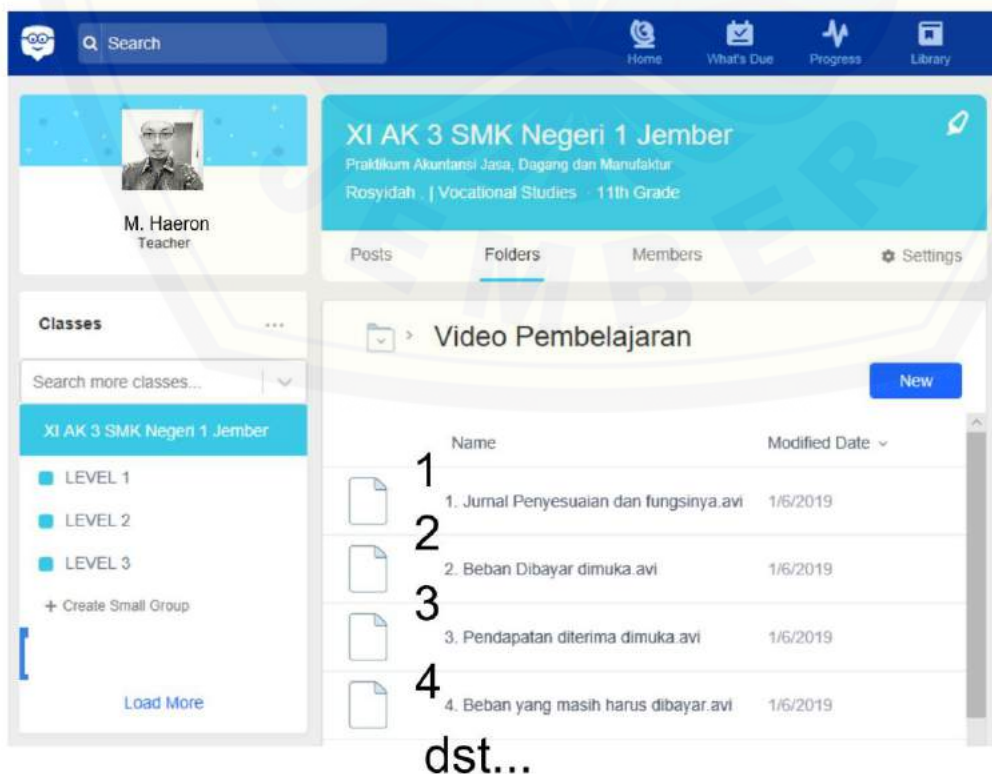 Search
Home
What's Due
Progress
Library
M. Haeron
Teacher
XI AK 3 SMK Negeri 1 Jember
Praktikum Akuntansi Jasa, Dagang dan Manufaktur
Rosyidah . | Vocational Studies 11th Grade
Posts
Folders
Members
Settings
Classes
...
Search more classes...
XI AK 3 SMK Negeri 1 Jember
LEVEL 1
LEVEL 2
LEVEL 3
+ Create Small Group
Load More
> Video Pembelajaran
New
Name
Modified Date
1
1. Jurnal Penyesuaian dan fungsinya.avi 1/6/2019
2
2. Beban Dibayar dimuka.avi 1/6/2019
3
3. Pendapatan diterima dimuka.avi 1/6/2019
4
4. Beban yang masih harus dibayar.avi 1/6/2019
dst...
JEMBER